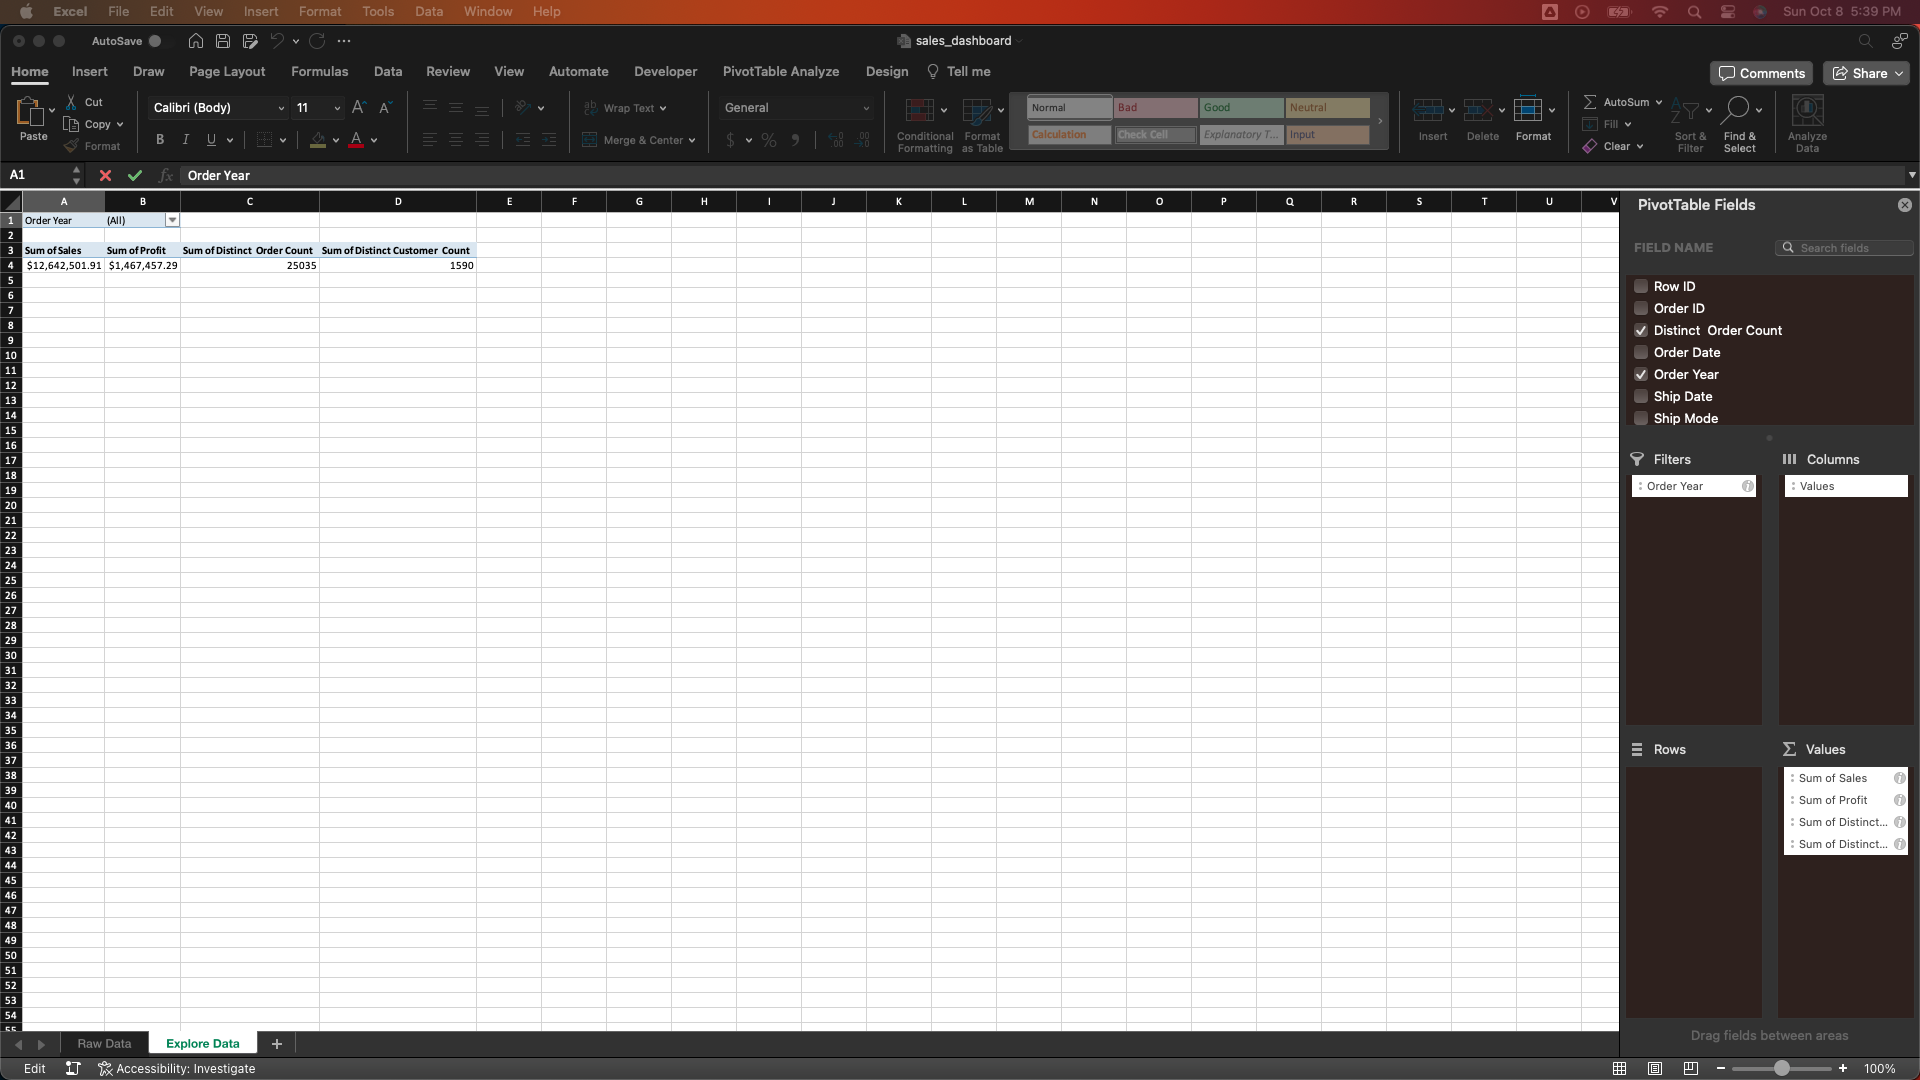 Excel File Edit View Insert Format Tools Data Window Help Sun Oct 8 5:39 PM
AutoSave sales_dashboard
Home Insert Draw Page Layout Formulas Data Review View Automate Developer PivotTable Analyze Design Tell me Comments Share
Paste Cut Copy Format
Calibri (Body) 11 A A
B I U A
Wrap Text
Merge & Center
General
$ % 9
Conditional Formatting
Format as Table
Normal Bad Good Neutral
Calculation Check Cell Explanatory T... Input
Insert Delete Format
AutoSum
Fill
Clear
Sort & Filter
Find & Select
Analyze Data
A1 fx Order Year
A B C D E F G H I J K L M N O P Q R S T U V
1 Order Year (All)
2
3 Sum of Sales Sum of Profit Sum of Distinct Order Count Sum of Distinct Customer Count
4 $12,642,501.91 $1,467,457.29 25035 1590
5
6
7
8
9
10
11
12
13
14
15
16
17
18
19
20
21
22
23
24
25
26
27
28
29
30
31
32
33
34
35
36
37
38
39
40
41
42
43
44
45
46
47
48
49
50
51
52
53
54
55
PivotTable Fields
FIELD NAME Search fields
Row ID
Order ID
Distinct Order Count
Order Date
Order Year
Ship Date
Ship Mode
Filters Columns
Order Year Values
Rows Values
Sum of Sales
Sum of Profit
Sum of Distinct...
Sum of Distinct...
Drag fields between areas
Raw Data Explore Data +
Edit Accessibility: Investigate − + 100%